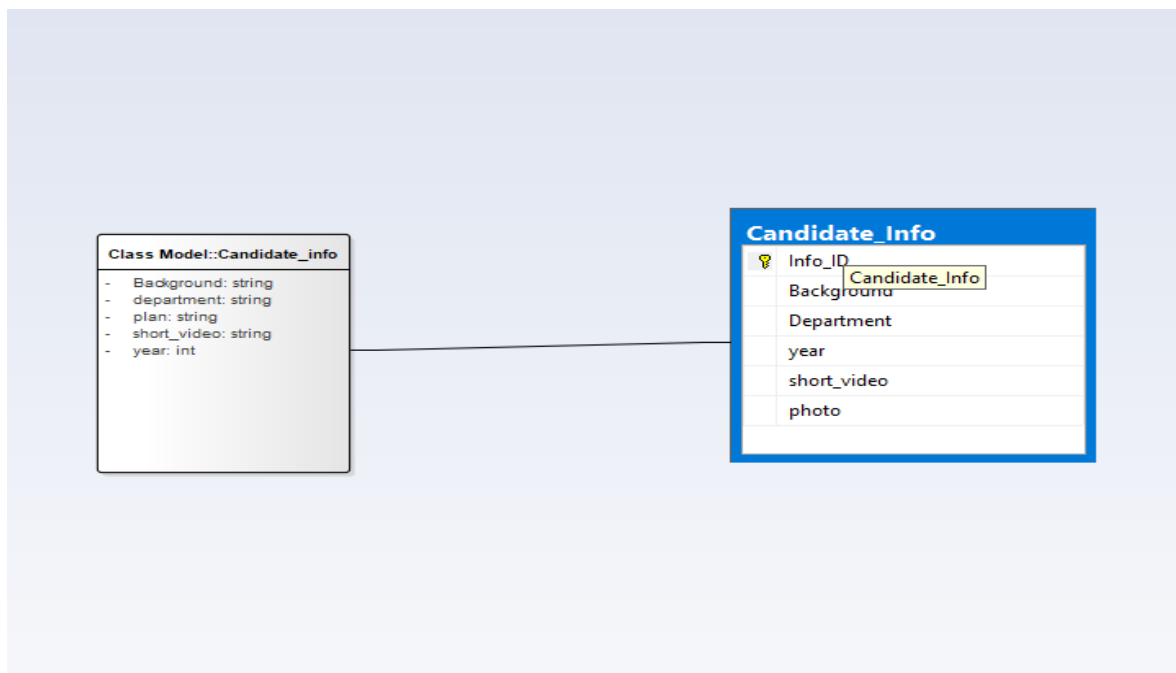 Class Model::Candidate_info
- Background: string
- department: string
- plan: string
- short_video: string
- year: int
Candidate_Info
Info_ID
Candidate_Info
Background
Department
year
short_video
photo